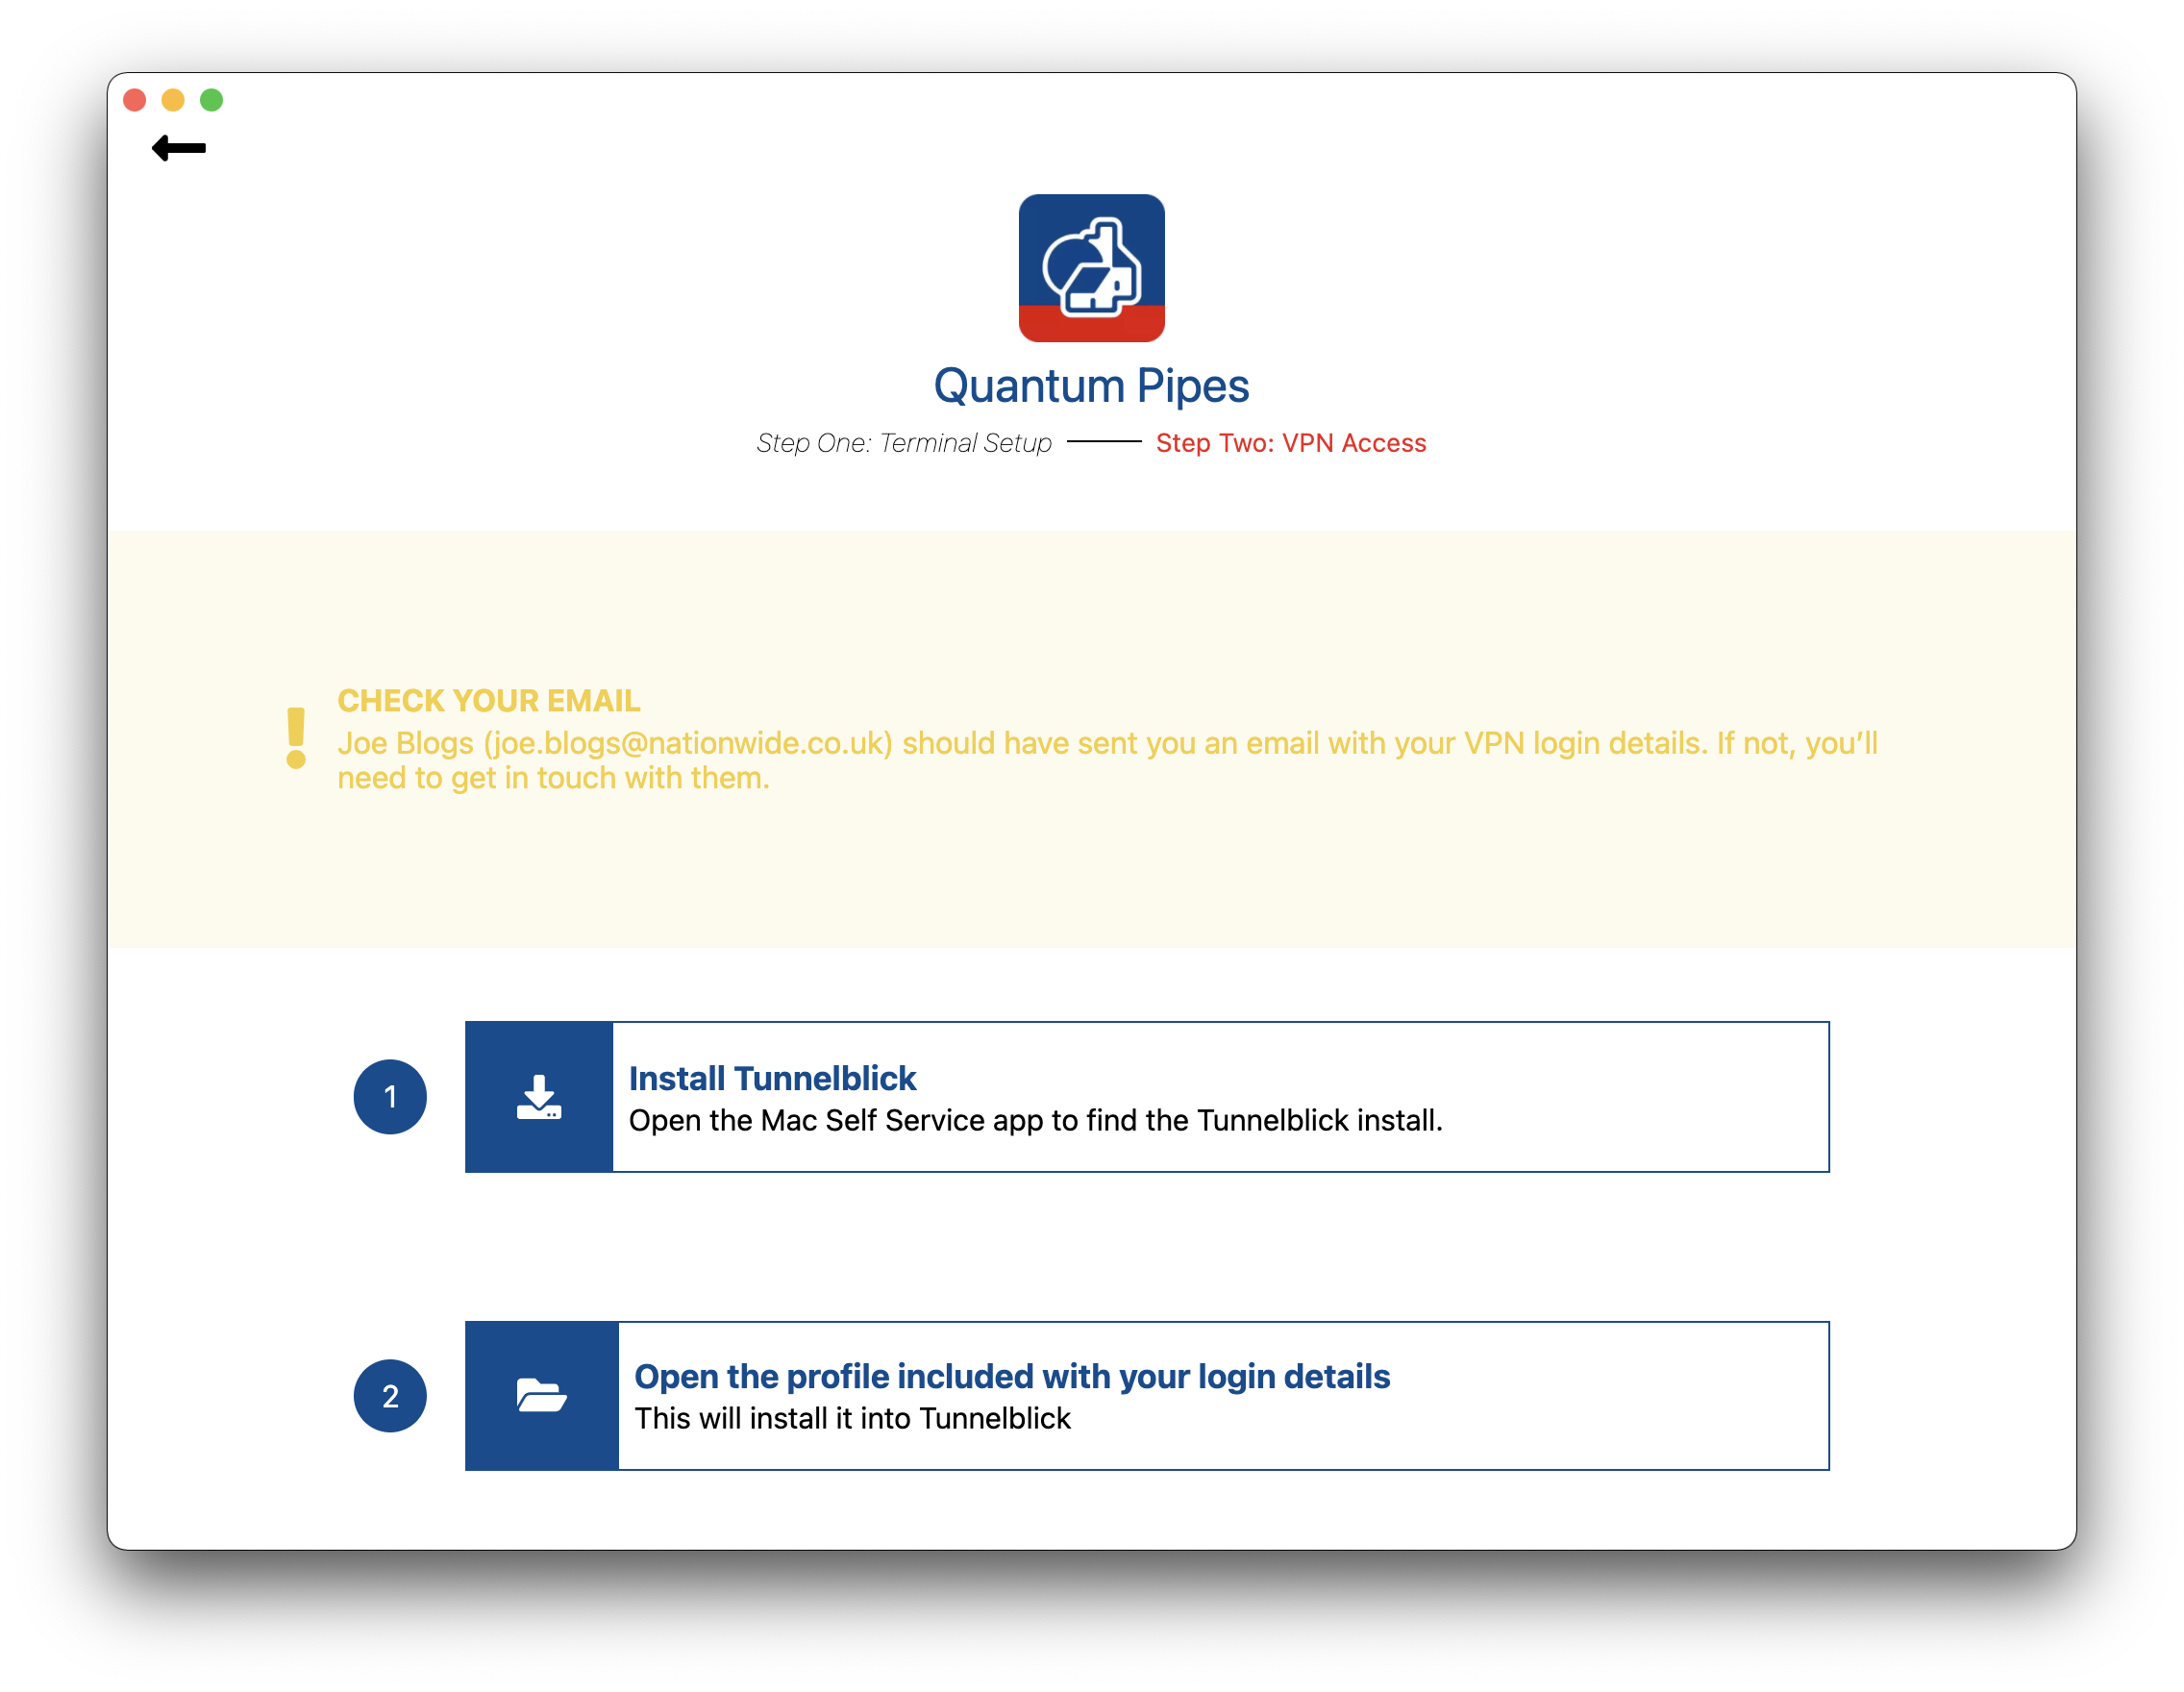 Quantum Pipes
Step One: Terminal Setup Step Two: VPN Access
CHECK YOUR EMAIL
Joe Blogs (joe.blogs@nationwide.co.uk) should have sent you an email with your VPN login details. If not, you’ll
need to get in touch with them.
1
Install Tunnelblick
Open the Mac Self Service app to find the Tunnelblick install.
2
Open the profile included with your login details
This will install it into Tunnelblick